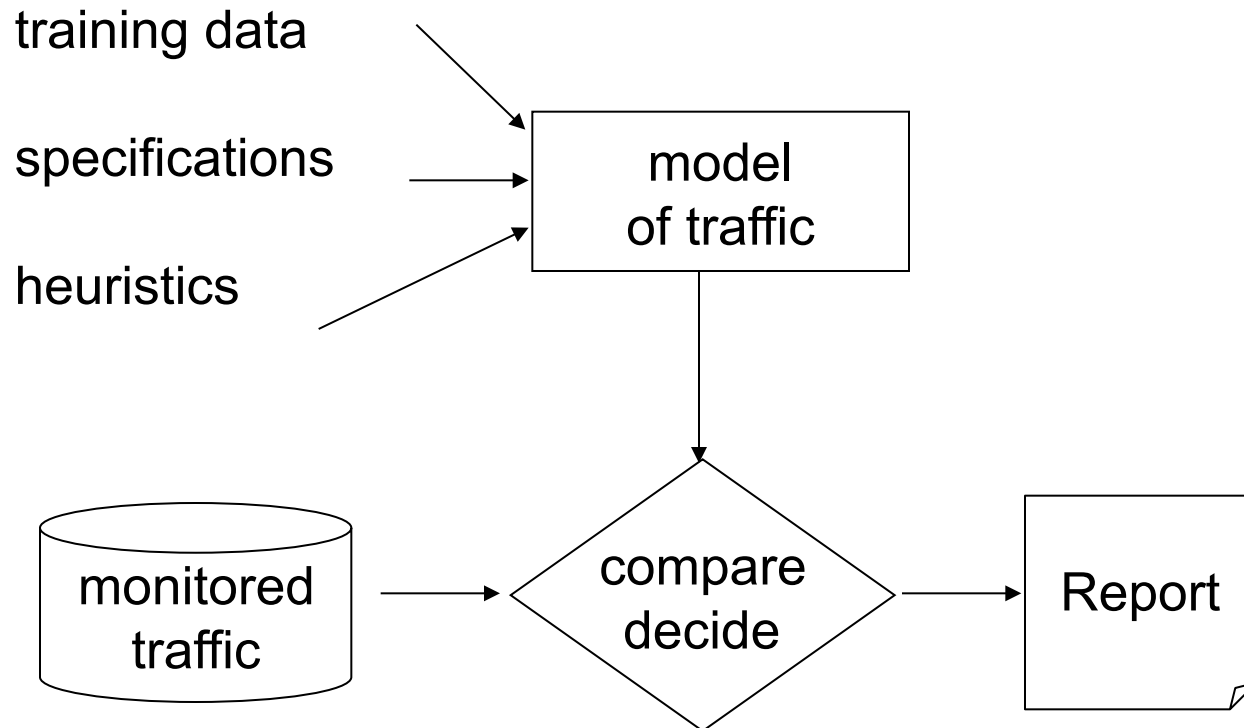 training data
specifications
heuristics
model
of traffic
monitored
traffic
compare
decide
Report